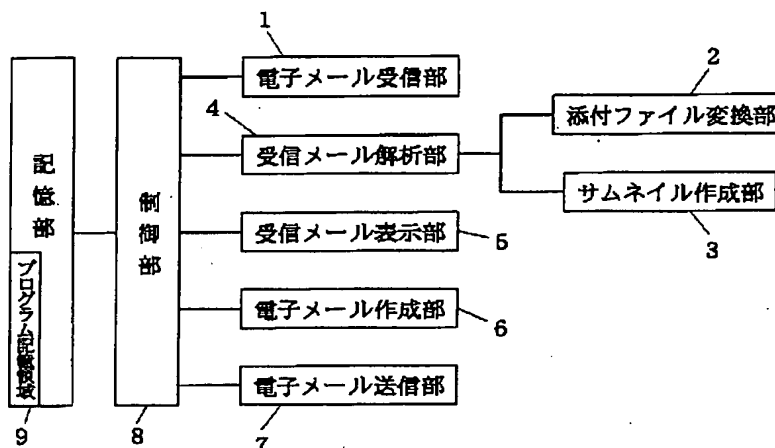 1
電子メール受信部
2
添付ファイル変換部
4
受信メール解析部
サムネイル作成部
3
記憶部
制御部
受信メール表示部
5
プログラム記憶領域
電子メール作成部
6
電子メール送信部
9
8
7